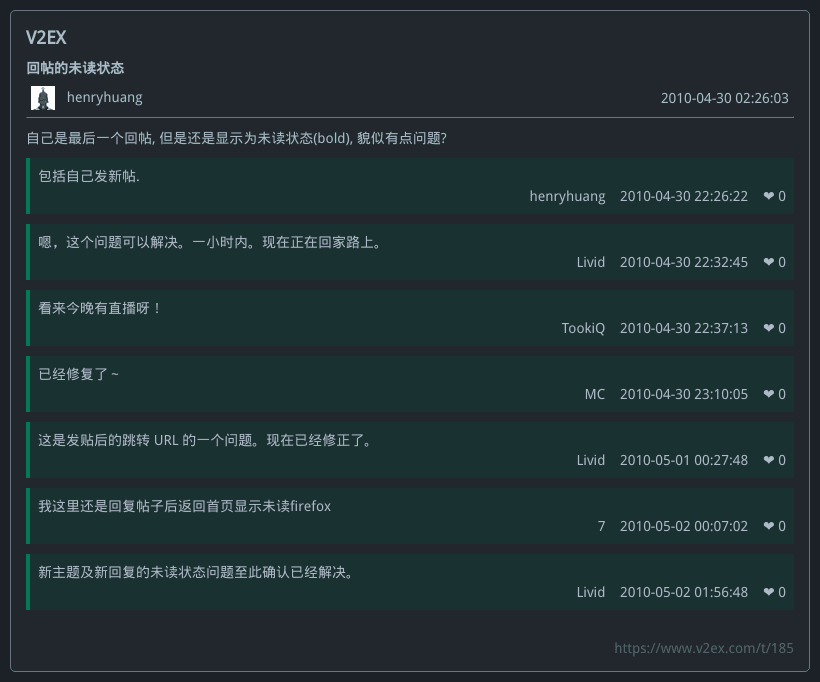 V2EX
回帖的未读状态
henryhuang 2010-04-30 02:26:03
自己是最后一个回帖, 但是还是显示为未读状态(bold), 貌似有点问题?
包括自己发新帖.
henryhuang 2010-04-30 22:26:22 ❤ 0
嗯，这个问题可以解决。一小时内。现在正在回家路上。
Livid 2010-04-30 22:32:45 ❤ 0
看来今晚有直播呀！
TookiQ 2010-04-30 22:37:13 ❤ 0
已经修复了 ~
MC 2010-04-30 23:10:05 ❤ 0
这是发贴后的跳转 URL 的一个问题。现在已经修正了。
Livid 2010-05-01 00:27:48 ❤ 0
我这里还是回复帖子后返回首页显示未读firefox
7 2010-05-02 00:07:02 ❤ 0
新主题及新回复的未读状态问题至此确认已经解决。
Livid 2010-05-02 01:56:48 ❤ 0
https://www.v2ex.com/t/185